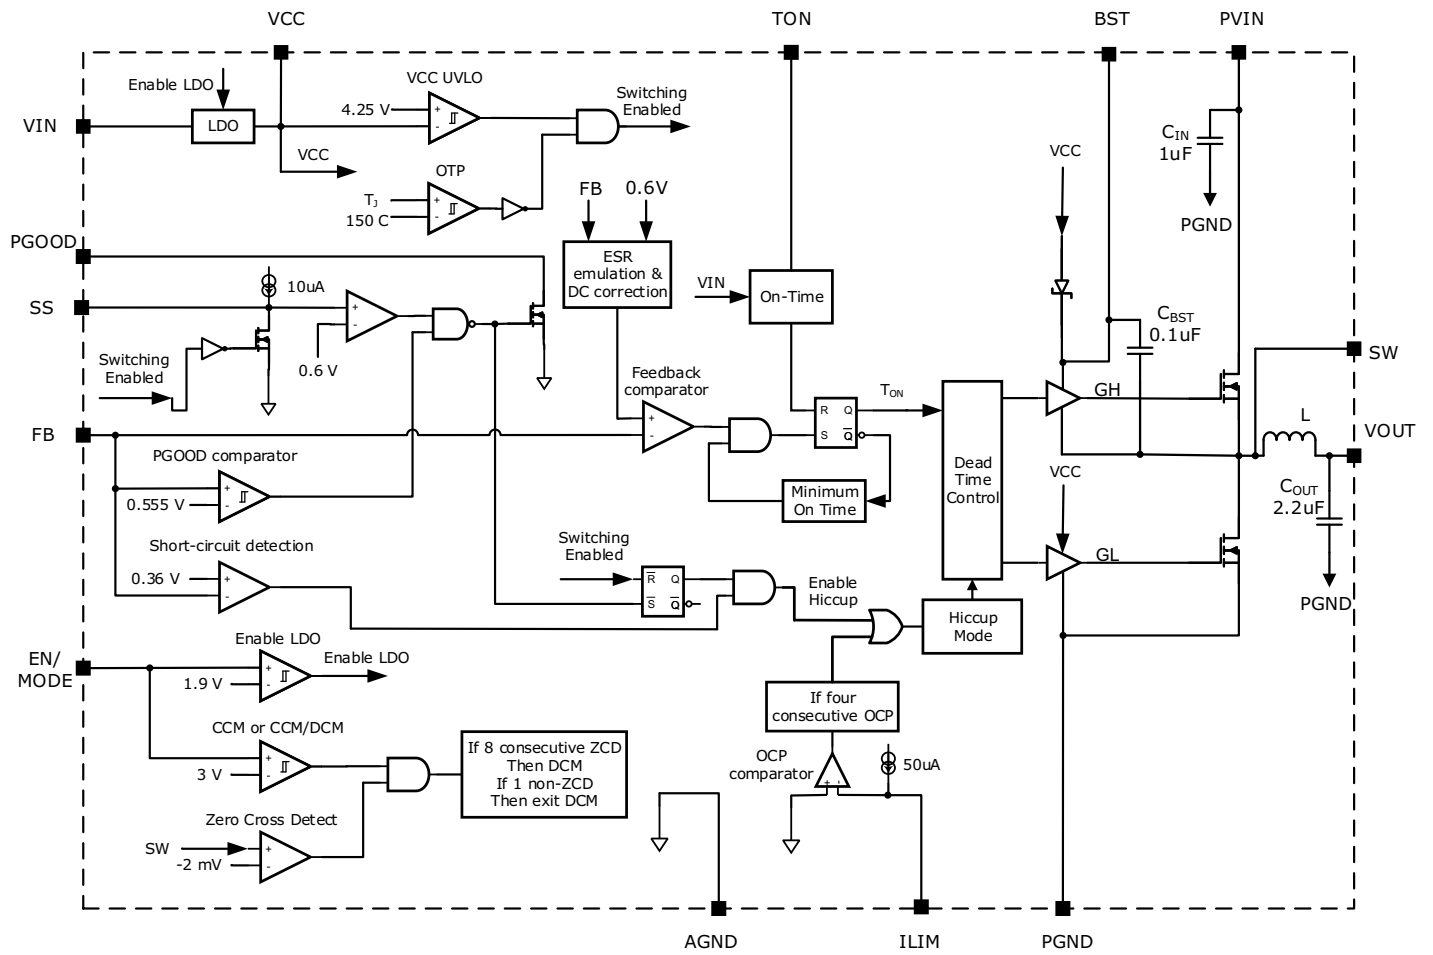 VCC
TON
BST
PVIN
Enable LDO
VCC UVLO
Switching
Enabled
4.25 V
+
-
VIN
LDO
VCC
OTP
TJ
150 C
+
-
FB
0.6V
CIN
1uF
VCC
PGND
PGOOD
ESR
emulation &
DC correction
VIN
On-Time
10uA
SS
+
-
0.6 V
CBST
0.1uF
Switching
Enabled
SW
Feedback
comparator
TON
GH
+
-
R
Q
S
Q
L
FB
VOUT
PGOOD comparator
0.555 V
+
-
Minimum
On Time
Dead
Time
Control
VCC
COUT
2.2uF
Short-circuit detection
0.36 V
+
-
Switching
Enabled
R
Q
S
Q
Enable
Hiccup
GL
PGND
Hiccup
Mode
Enable LDO
EN/
MODE
+
-
1.9 V
Enable LDO
If four
consecutive OCP
CCM or CCM/DCM
+
-
3 V
If 8 consecutive ZCD
Then DCM
If 1 non-ZCD
Then exit DCM
OCP
comparator
+
-
50uA
Zero Cross Detect
SW
-2 mV
+
-
AGND
ILIM
PGND